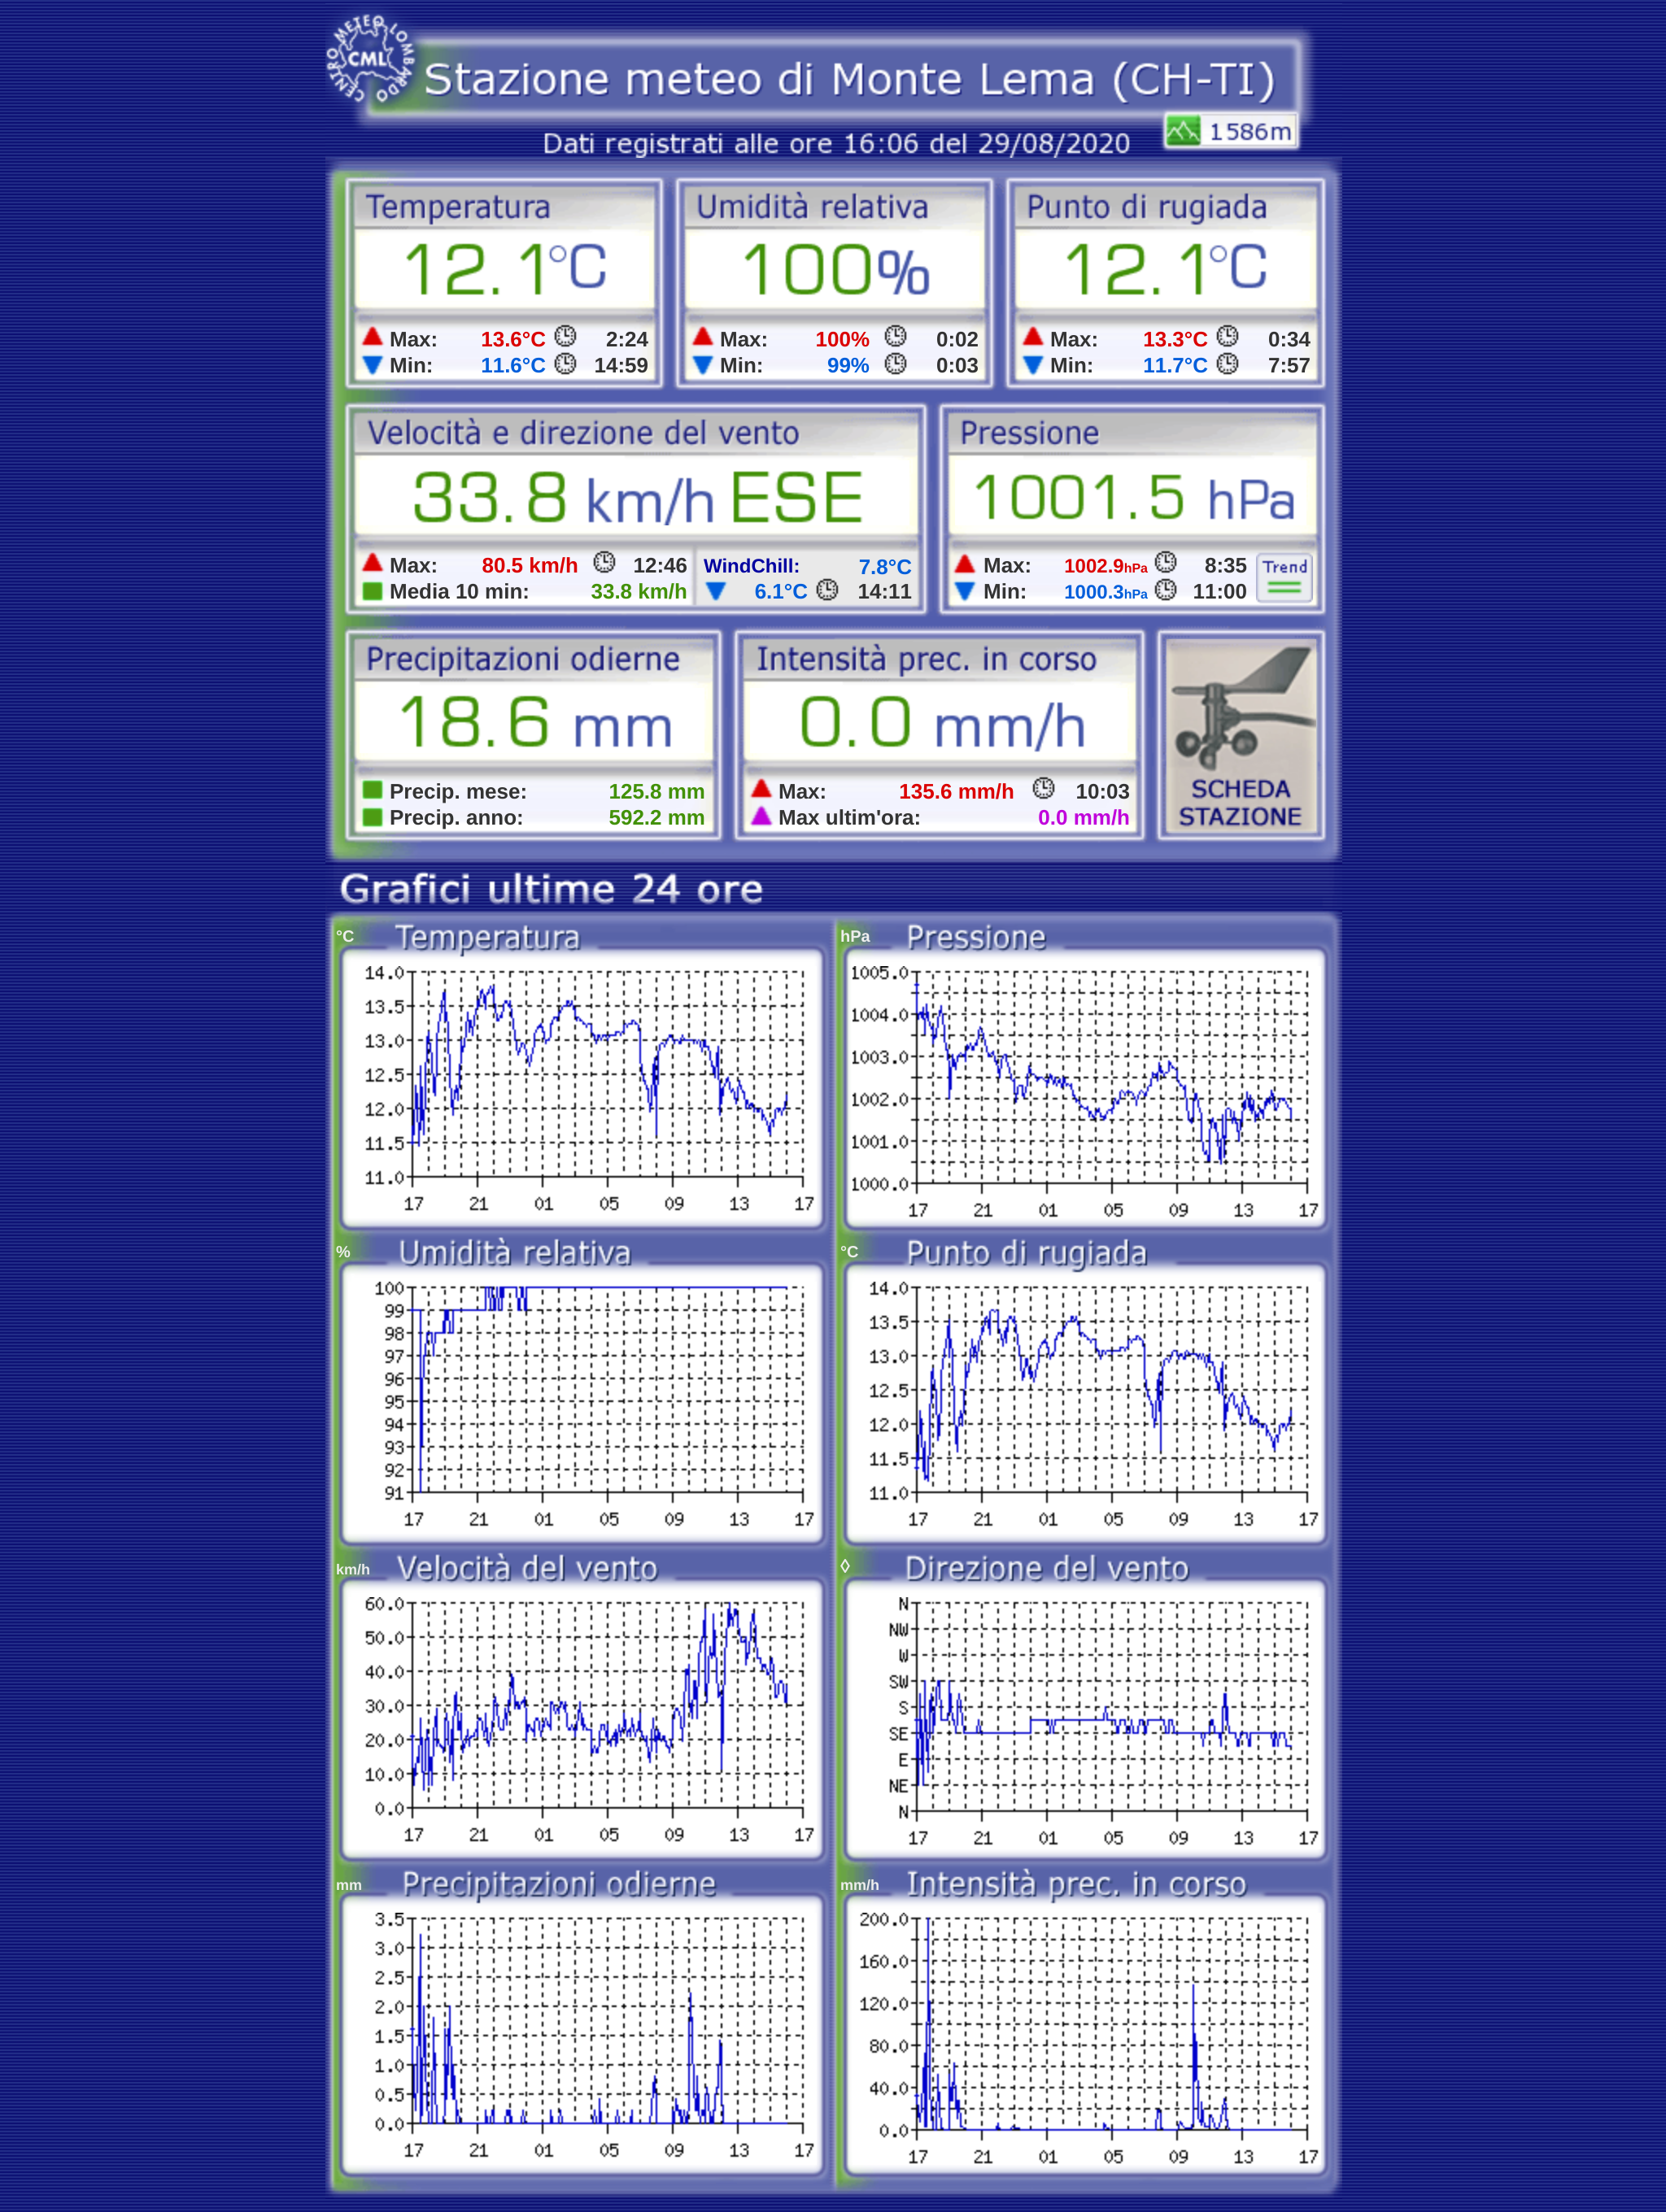 CENTRO METEO LOMBARDO
CML
Stazione meteo di Monte Lema (CH-TI)
1586m
Dati registrati alle ore 16:06 del 29/08/2020
Temperatura
12.1°C
Max: 13.6°C 2:24
Min: 11.6°C 14:59
Umidità relativa
100%
Max: 100% 0:02
Min: 99% 0:03
Punto di rugiada
12.1°C
Max: 13.3°C 0:34
Min: 11.7°C 7:57
Velocità e direzione del vento
33.8 km/h ESE
Max: 80.5 km/h 12:46
Media 10 min: 33.8 km/h
WindChill: 7.8°C
6.1°C 14:11
Pressione
1001.5 hPa
Max: 1002.9hPa 8:35
Min: 1000.3hPa 11:00
Trend
Precipitazioni odierne
18.6 mm
Precip. mese: 125.8 mm
Precip. anno: 592.2 mm
Intensità prec. in corso
0.0 mm/h
Max: 135.6 mm/h 10:03
Max ultim'ora: 0.0 mm/h
SCHEDA
STAZIONE
Grafici ultime 24 ore
°C Temperatura
14.0
13.5
13.0
12.5
12.0
11.5
11.0
17 21 01 05 09 13 17
hPa Pressione
1005.0
1004.0
1003.0
1002.0
1001.0
1000.0
17 21 01 05 09 13 17
% Umidità relativa
100
99
98
97
96
95
94
93
92
91
17 21 01 05 09 13 17
°C Punto di rugiada
14.0
13.5
13.0
12.5
12.0
11.5
11.0
17 21 01 05 09 13 17
km/h Velocità del vento
60.0
50.0
40.0
30.0
20.0
10.0
0.0
17 21 01 05 09 13 17
◊ Direzione del vento
N
NW
W
SW
S
SE
E
NE
N
17 21 01 05 09 13 17
mm Precipitazioni odierne
3.5
3.0
2.5
2.0
1.5
1.0
0.5
0.0
17 21 01 05 09 13 17
mm/h Intensità prec. in corso
200.0
160.0
120.0
80.0
40.0
0.0
17 21 01 05 09 13 17